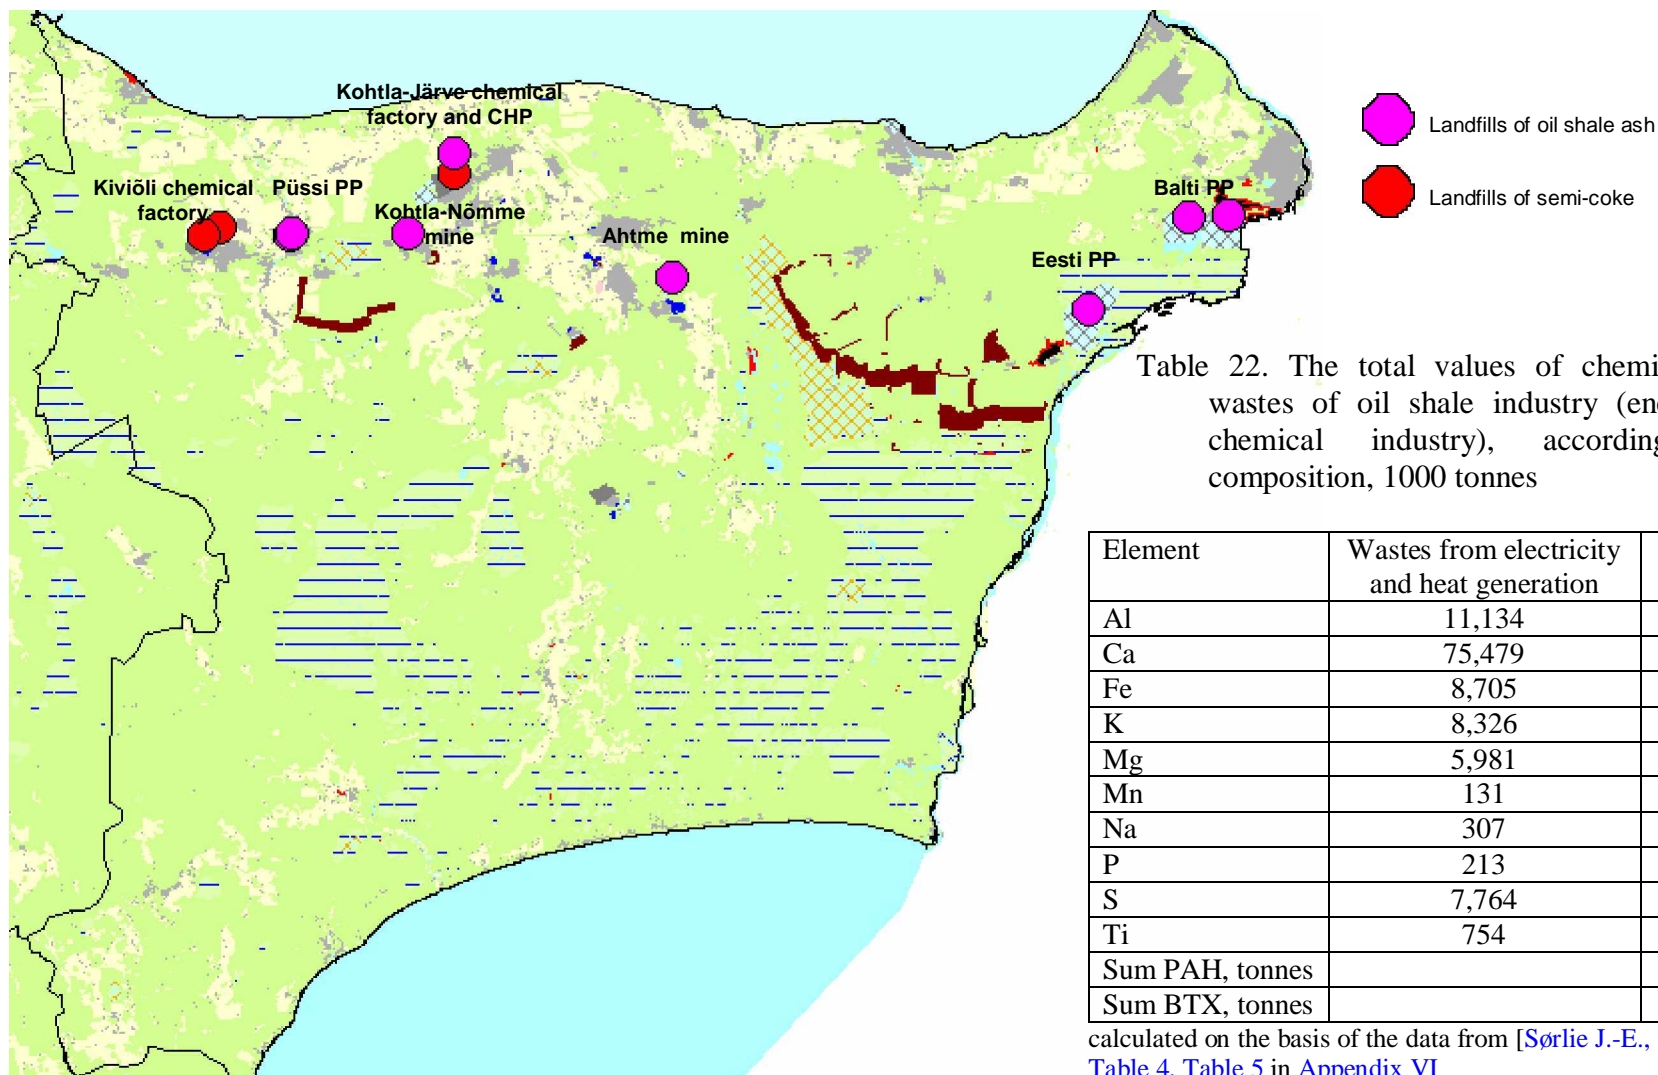 Kohtla-Järve chemical
factory and CHP
Kiviõli chemical
factory
Püssi PP
Kohtla-Nõmme
mine
Ahtme mine
Balti PP
Eesti PP
Landfills of oil shale ash
Landfills of semi-coke
Table 22. The total values of chemi
wastes of oil shale industry (en
chemical industry), according
composition, 1000 tonnes
Element Wastes from electricity
and heat generation
Al 11,134
Ca 75,479
Fe 8,705
K 8,326
Mg 5,981
Mn 131
Na 307
P 213
S 7,764
Ti 754
Sum PAH, tonnes
Sum BTX, tonnes
calculated on the basis of the data from [Sørlie J.-E.,
Table 4, Table 5 in Appendix VI